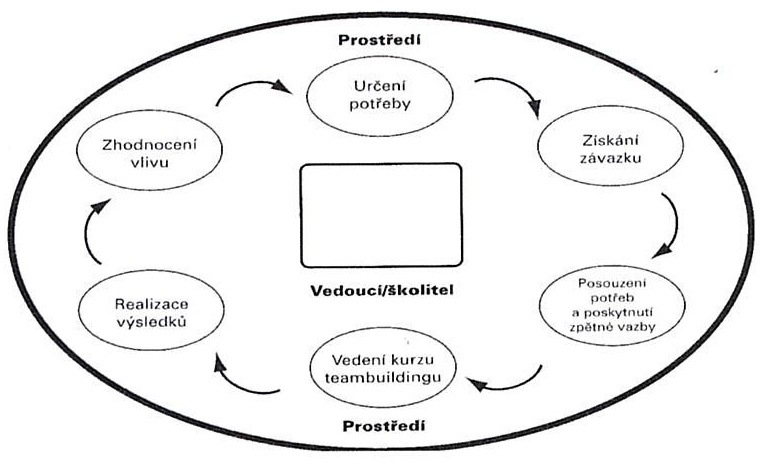 Prostředí
Určení
potřeby
Získání
závazku
Posouzení
potřeb
a poskytnutí
zpětné vazby
Vedení kurzu
teambuildingu
Realizace
výsledků
Zhodnocení
vlivu
Vedoucí/školitel
Prostředí